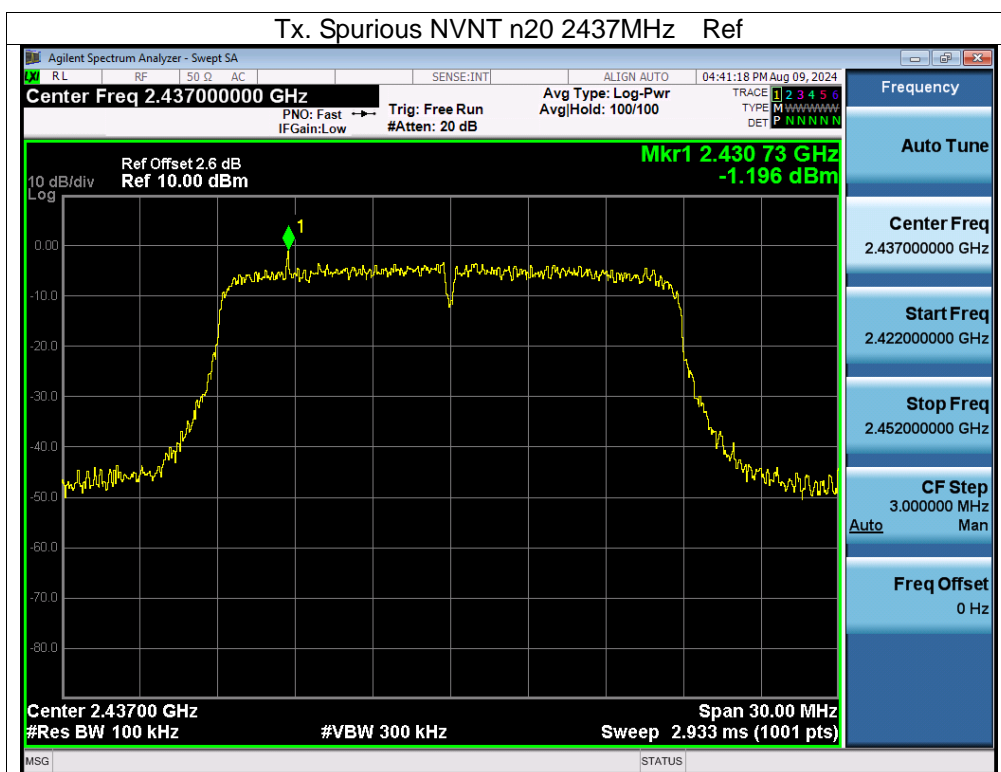 Tx. Spurious NVNT n20 2437MHz Ref
Agilent Spectrum Analyzer - Swept SA
LXI RL RF 50 Ω AC SENSE:INT ALIGN AUTO 04:41:18 PM Aug 09, 2024
Center Freq 2.437000000 GHz
PNO: Fast
IFGain:Low
Trig: Free Run
#Atten: 20 dB
Avg Type: Log-Pwr
Avg|Hold: 100/100
TRACE 1 2 3 4 5 6
TYPE M WWWWW
DET P N N N N N
Mkr1 2.430 73 GHz
-1.196 dBm
Ref Offset 2.6 dB
10 dB/div Ref 10.00 dBm
Log
1
0.00
-10.0
-20.0
-30.0
-40.0
-50.0
-60.0
-70.0
-80.0
Center 2.43700 GHz Span 30.00 MHz
#Res BW 100 kHz #VBW 300 kHz Sweep 2.933 ms (1001 pts)
MSG STATUS
Frequency
Auto Tune
Center Freq
2.437000000 GHz
Start Freq
2.422000000 GHz
Stop Freq
2.452000000 GHz
CF Step
3.000000 MHz
Auto Man
Freq Offset
0 Hz